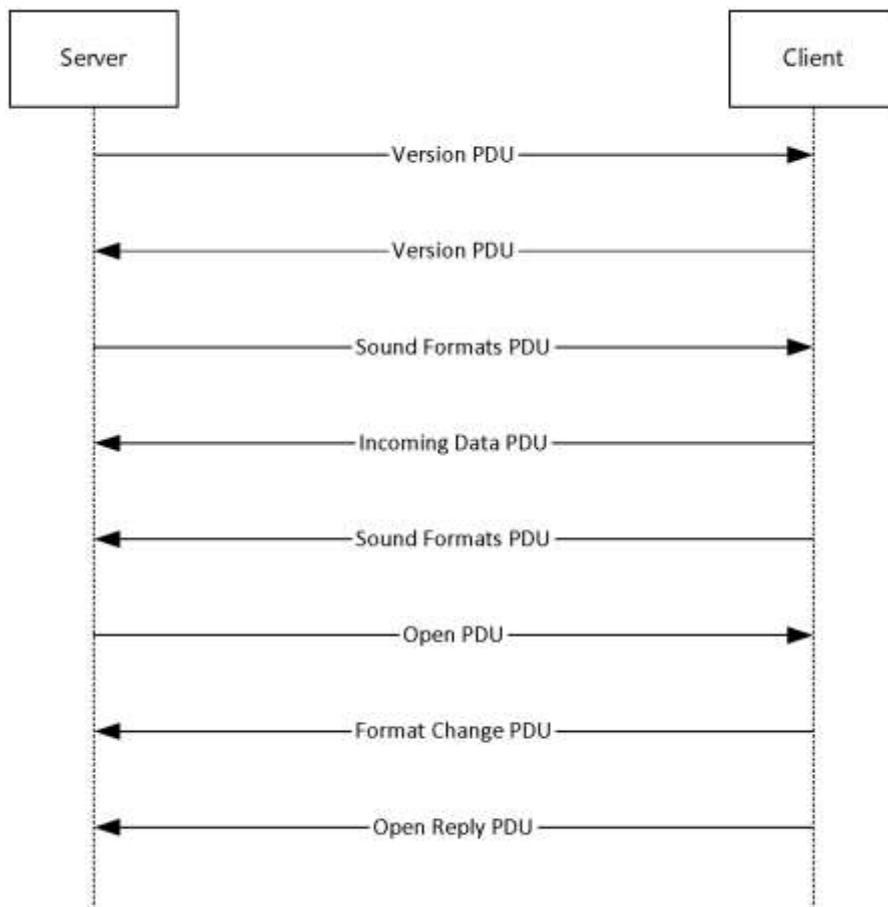 Server
Client
Version PDU
Version PDU
Sound Formats PDU
Incoming Data PDU
Sound Formats PDU
Open PDU
Format Change PDU
Open Reply PDU